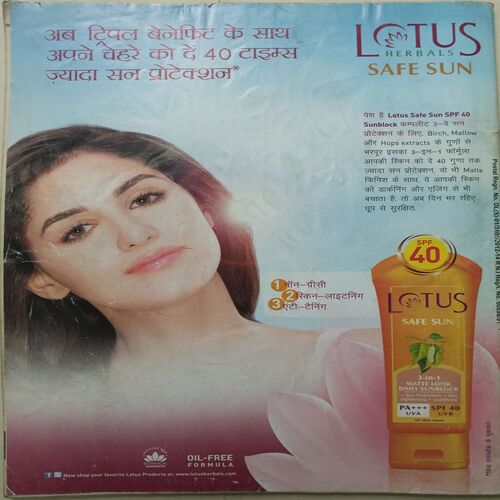 अब ट्रिपल बेनेफिट के साथ
अपने चेहरे को दें 40 टाइम्स
ज़्यादा सन प्रोटेक्शन*
LOTUS
HERBALS
SAFE SUN
पेश है Lotus Safe Sun SPF 40
Sunblock कम्पलीट 3-वे सन
प्रोटेक्शन के लिए. Birch, Mallow
और Hops extracts के गुणों से
भरपूर इसका 3-इन-1 फॉर्मूला
आपकी स्किन को दे 40 गुणा तक
ज़्यादा सन प्रोटेक्शन, वो भी Matte
फिनिश के साथ. ये आपकी स्किन
को डार्कनिंग और एजिंग से भी
बचाता है. तो अब दिन भर रहिए
धूप से सुरक्षित.
1 नॉन-ग्रीसी
2 स्किन-लाइटनिंग
3 एंटी-टैनिंग
SPF
40
LOTUS
SAFE SUN
3-in-1
MATTE LOOK
DAILY SUNBLOCK
PA+++
UVA
SPF 40
UVB
OIL-FREE
FORMULA
Now shop your favorite Lotus Products at: www.lotusherbals.com
Postal Regn. No.